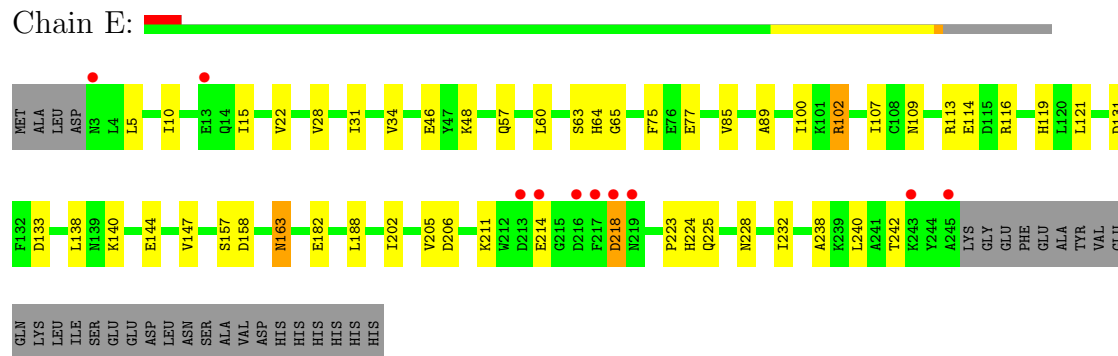 Chain E:
MET ALA LEU ASP N3 L4 L5 I10 E13 Q14 I15 V22 V28 I31 V34 E46 Y47 K48 Q57 L60 S63 H64 G65 F75 E76 E77 V85 A89 I100 K101 R102 I107 C108 N109 R113 E114 D115 R116 H119 L120 L121 D131
F132 D133 L138 N139 K140 E144 V147 S157 D158 N163 E182 L188 I202 V205 D206 K211 W212 D213 E214 G215 D216 F217 D218 N219 P223 H224 Q225 N228 I232 A238 K239 L240 A241 T242 K243 Y244 A245 LYS GLY GLU PHE GLU ALA TYR VAL GLU
GLN LYS LEU ILE SER GLU GLU ASP LEU ASN SER ALA VAL ASP HIS HIS HIS HIS HIS HIS